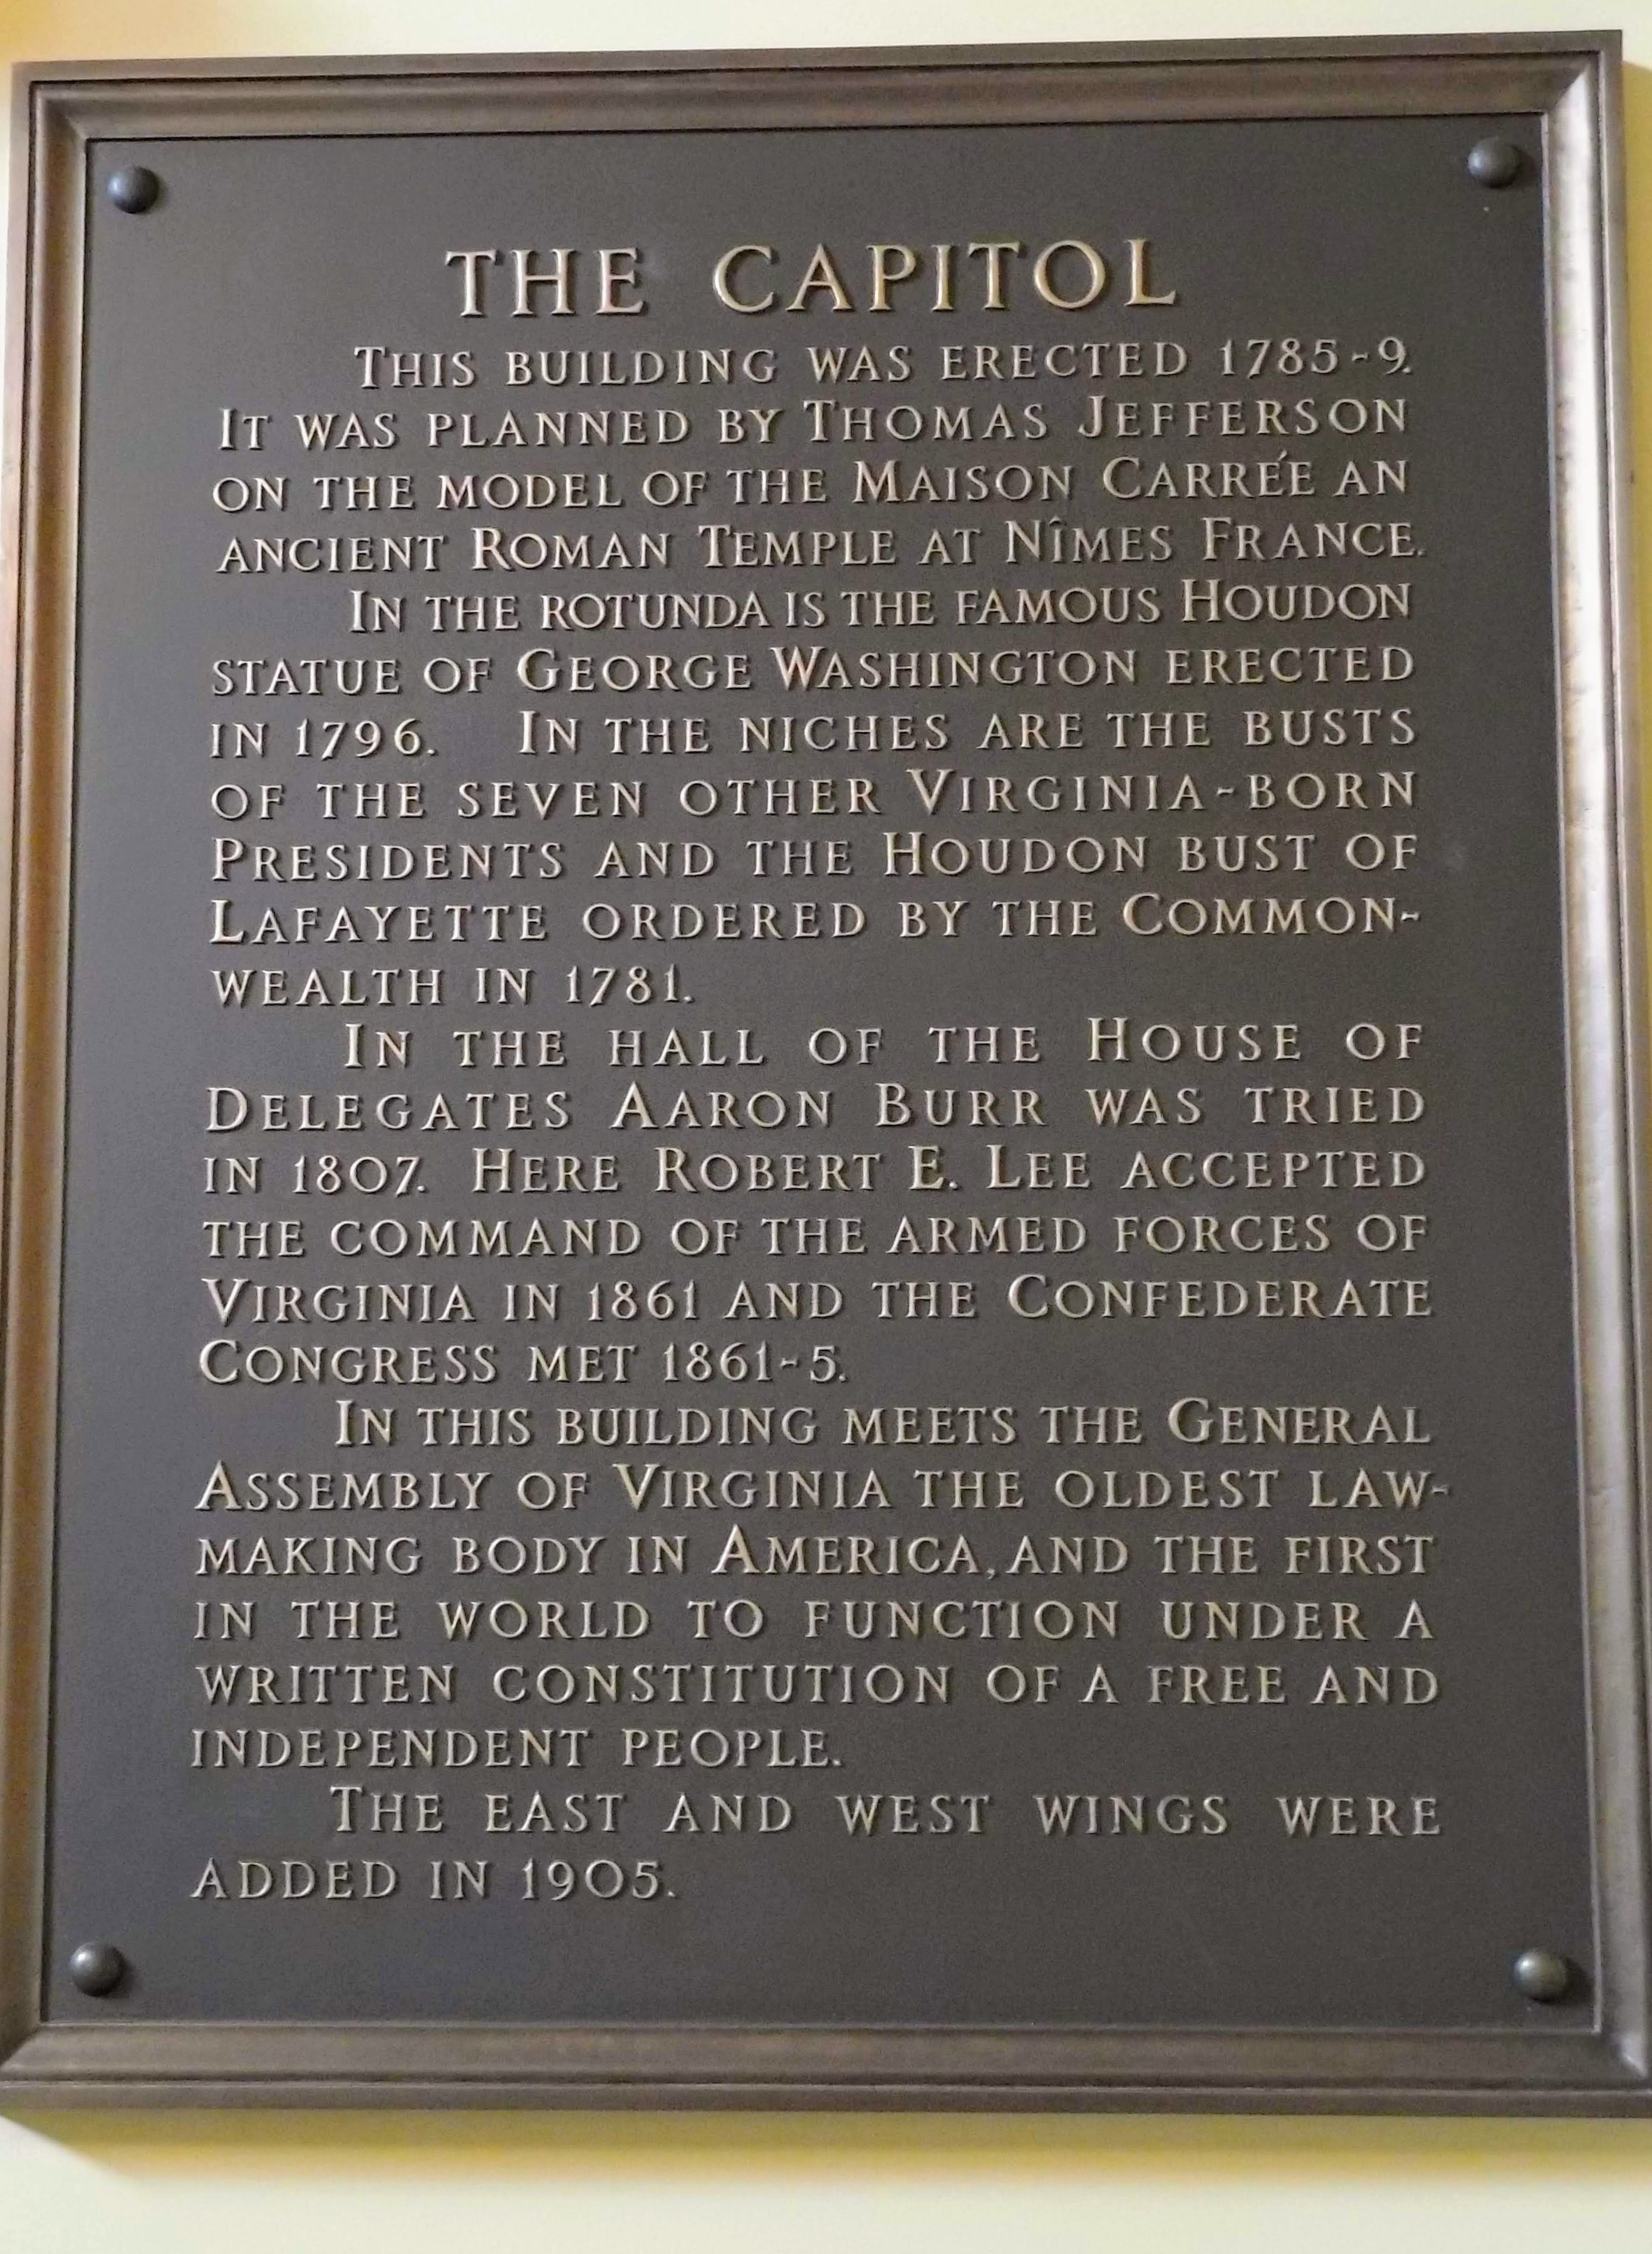 THE CAPITOL
THIS BUILDING WAS ERECTED 1785-9.
IT WAS PLANNED BY THOMAS JEFFERSON
ON THE MODEL OF THE MAISON CARRÉE AN
ANCIENT ROMAN TEMPLE AT NÎMES FRANCE.
IN THE ROTUNDA IS THE FAMOUS HOUDON
STATUE OF GEORGE WASHINGTON ERECTED
IN 1796. IN THE NICHES ARE THE BUSTS
OF THE SEVEN OTHER VIRGINIA-BORN
PRESIDENTS AND THE HOUDON BUST OF
LAFAYETTE ORDERED BY THE COMMON-
WEALTH IN 1781.
IN THE HALL OF THE HOUSE OF
DELEGATES AARON BURR WAS TRIED
IN 1807. HERE ROBERT E. LEE ACCEPTED
THE COMMAND OF THE ARMED FORCES OF
VIRGINIA IN 1861 AND THE CONFEDERATE
CONGRESS MET 1861-5.
IN THIS BUILDING MEETS THE GENERAL
ASSEMBLY OF VIRGINIA THE OLDEST LAW-
MAKING BODY IN AMERICA, AND THE FIRST
IN THE WORLD TO FUNCTION UNDER A
WRITTEN CONSTITUTION OF A FREE AND
INDEPENDENT PEOPLE.
THE EAST AND WEST WINGS WERE
ADDED IN 1905.